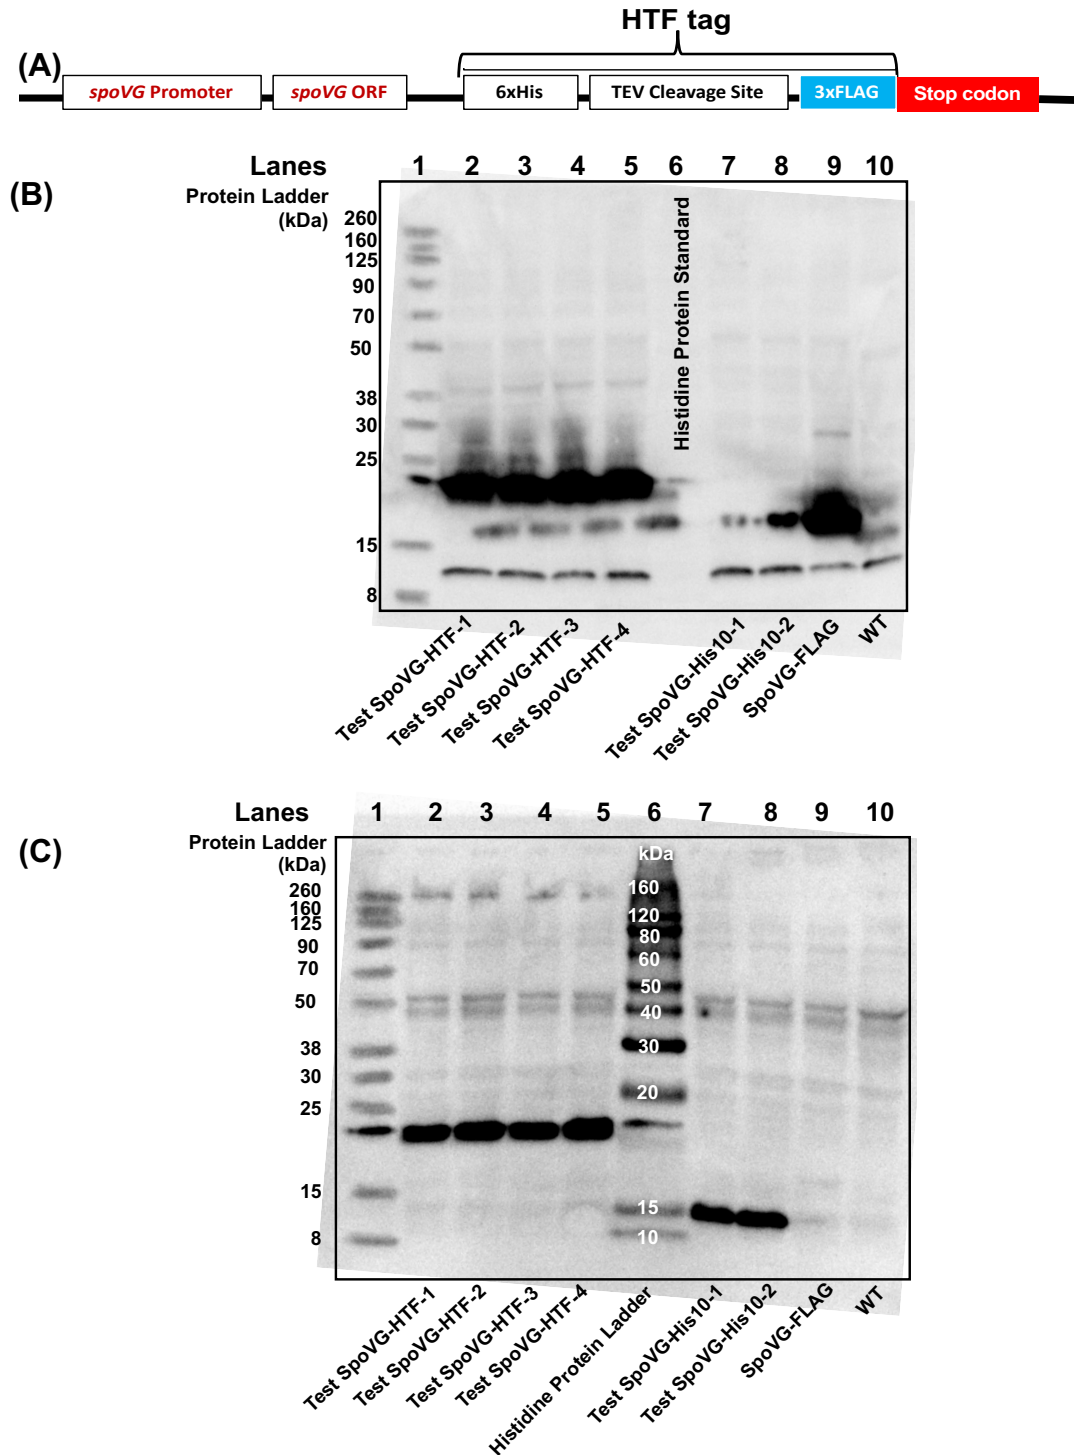 HTF tag
(A)
spoVG Promoter
spoVG ORF
6xHis
TEV Cleavage Site
3xFLAG
Stop codon
(B)
Lanes 1 2 3 4 5 6 7 8 9 10
Protein Ladder
(kDa)
260
160
125
90
70
50
38
30
25
15
8
Histidine Protein Standard
Test SpoVG-HTF-1
Test SpoVG-HTF-2
Test SpoVG-HTF-3
Test SpoVG-HTF-4
Test SpoVG-His10-1
Test SpoVG-His10-2
SpoVG-FLAG
WT
(C)
Lanes 1 2 3 4 5 6 7 8 9 10
Protein Ladder
(kDa)
260
160
125
90
70
50
38
30
25
15
8
kDa
160
120
80
60
50
40
30
20
15
10
Test SpoVG-HTF-1
Test SpoVG-HTF-2
Test SpoVG-HTF-3
Test SpoVG-HTF-4
Histidine Protein Ladder
Test SpoVG-His10-1
Test SpoVG-His10-2
SpoVG-FLAG
WT